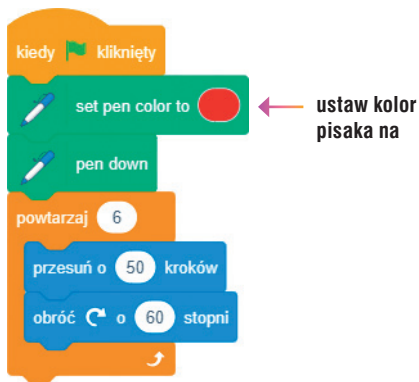 kiedy kliknięty
set pen color to
ustaw kolor
pisaka na
pen down
powtarzaj 6
przesuń o 50 kroków
obróć o 60 stopni